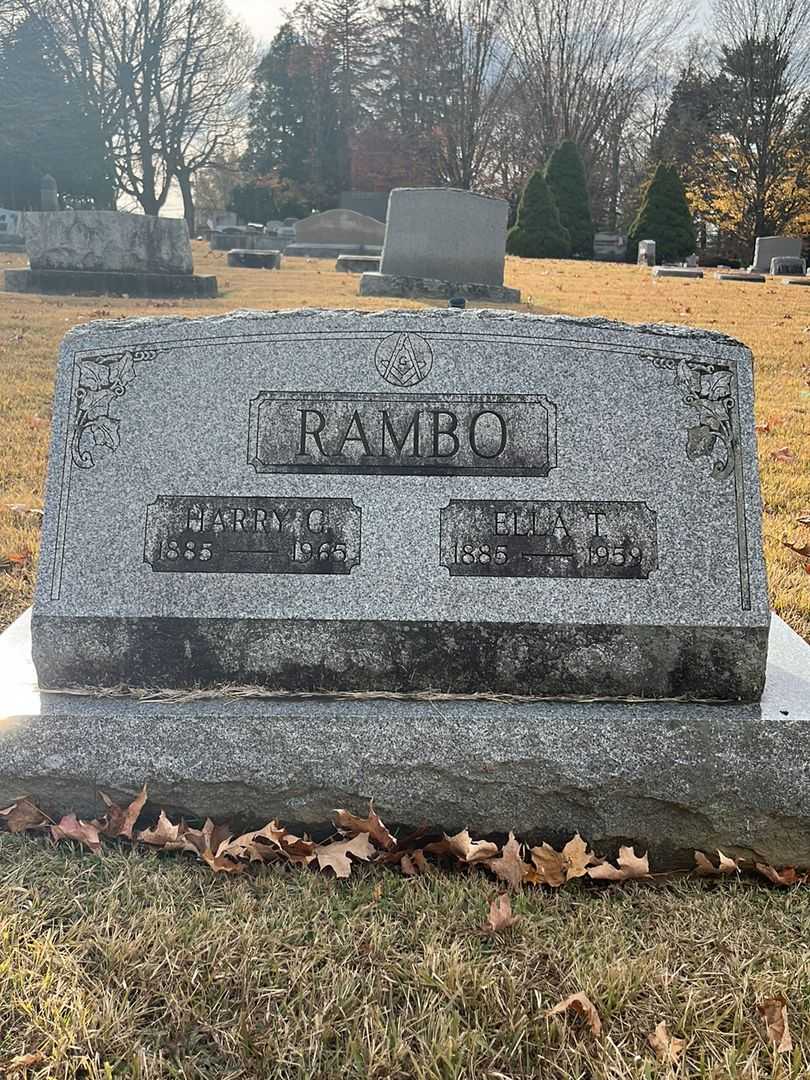 G
RAMBO
HARRY G.
1885 — 1965
ELLA T.
1885 — 1959